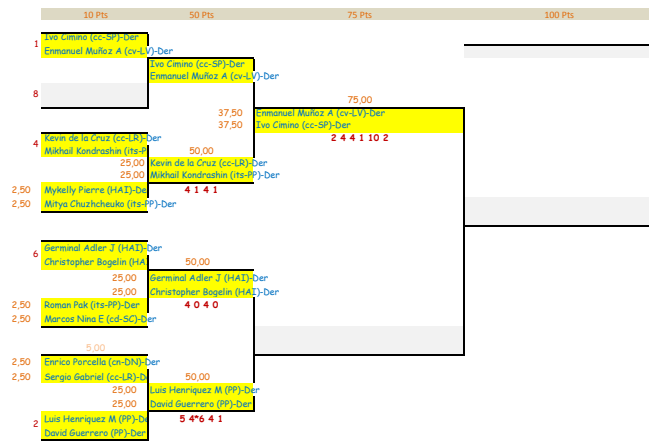 10 Pts 50 Pts 75 Pts 100 Pts
1 Ivo Cimino (cc-SP)-Der
Enmanuel Muñoz A (cv-LV)-Der
Ivo Cimino (cc-SP)-Der
Enmanuel Muñoz A (cv-LV)-Der
8
75,00
37,50 Enmanuel Muñoz A (cv-LV)-Der
37,50 Ivo Cimino (cc-SP)-Der
2 4 4 1 10 2
4 Kevin de la Cruz (cc-LR)-Der
Mikhail Kondrashin (its-P
50,00
25,00 Kevin de la Cruz (cc-LR)-Der
25,00 Mikhail Kondrashin (its-PP)-Der
2,50 Mykelly Pierre (HAI)-De 4 1 4 1
2,50 Mitya Chuzhcheuko (its-PP)-Der
6 Germinal Adler J (HAI)-Der
Christopher Bogelin (HA
50,00
25,00 Germinal Adler J (HAI)-Der
25,00 Christopher Bogelin (HAI)-Der
2,50 Roman Pak (its-PP)-Der 4 0 4 0
2,50 Marcos Nina E (cd-SC)-Der
5,00
2,50 Enrico Porcella (cn-DN)-Der
2,50 Sergio Gabriel (cc-LR)-D 50,00
25,00 Luis Henriquez M (PP)-Der
25,00 David Guerrero (PP)-Der
2 Luis Henriquez M (PP)-D 5 4*6 4 1
David Guerrero (PP)-Der